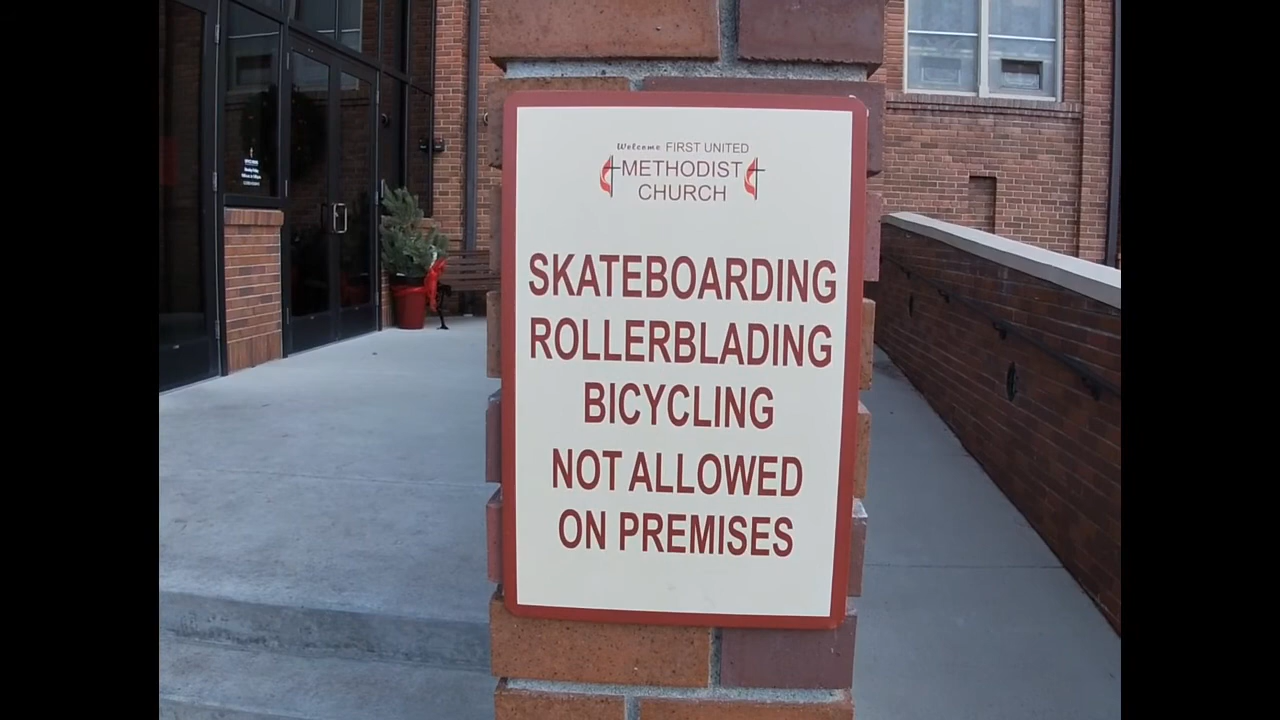 Welcome FIRST UNITED
METHODIST
CHURCH
SKATEBOARDING
ROLLERBLADING
BICYCLING
NOT ALLOWED
ON PREMISES